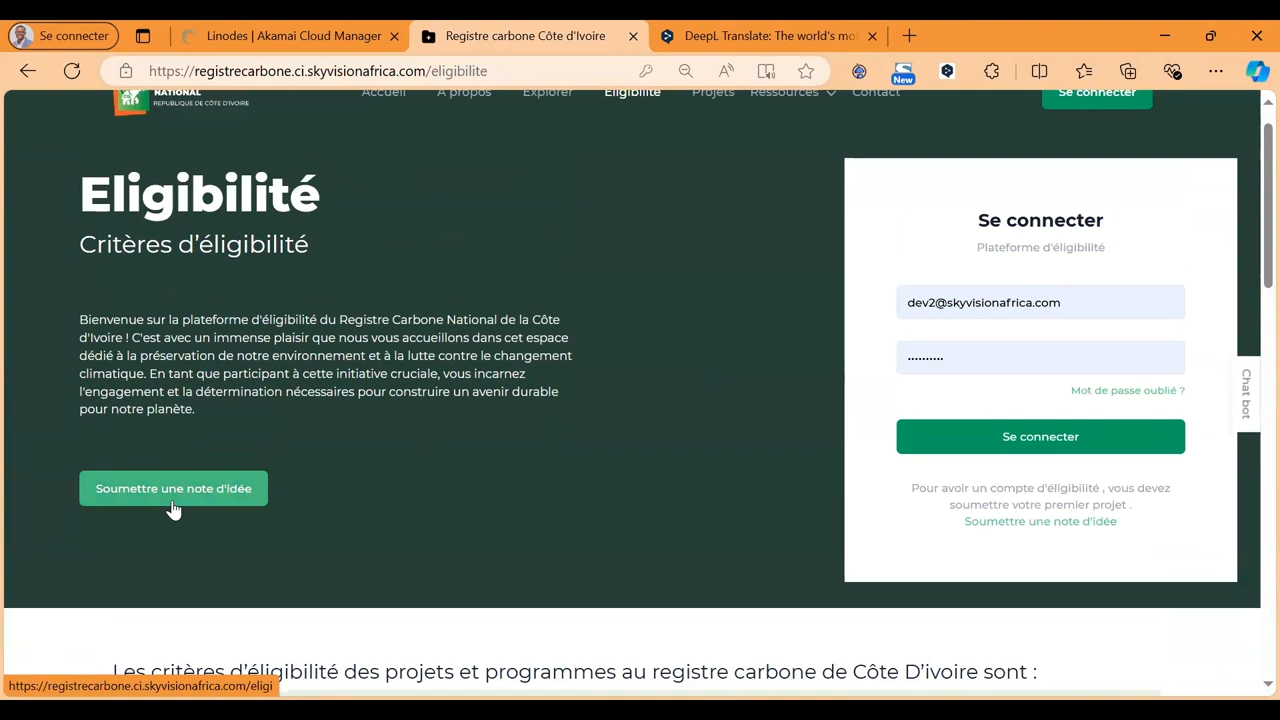 Se connecter
Linodes | Akamai Cloud Manager
Registre carbone Côte d'Ivoire
DeepL Translate: The world's mo
https://registrecarbone.ci.skyvisionafrica.com/eligibilite
New
NATIONAL
REPUBLIQUE DE CÔTE D'IVOIRE
Accueil
A propos
Explorer
Eligibilité
Projets
Ressources
Contact
Se connecter
Eligibilité
Critères d'éligibilité
Bienvenue sur la plateforme d'éligibilité du Registre Carbone National de la Côte
d'Ivoire ! C'est avec un immense plaisir que nous vous accueillons dans cet espace
dédié à la préservation de notre environnement et à la lutte contre le changement
climatique. En tant que participant à cette initiative cruciale, vous incarnez
l'engagement et la détermination nécessaires pour construire un avenir durable
pour notre planète.
Soumettre une note d'idée
Se connecter
Plateforme d'éligibilité
dev2@skyvisionafrica.com
••••••••••
Mot de passe oublié ?
Se connecter
Pour avoir un compte d'éligibilité , vous devez
soumettre votre premier projet .
Soumettre une note d'idée
Chat bot
Les critères d'éligibilité des projets et programmes au registre carbone de Côte D'ivoire sont :
https://registrecarbone.ci.skyvisionafrica.com/eligi